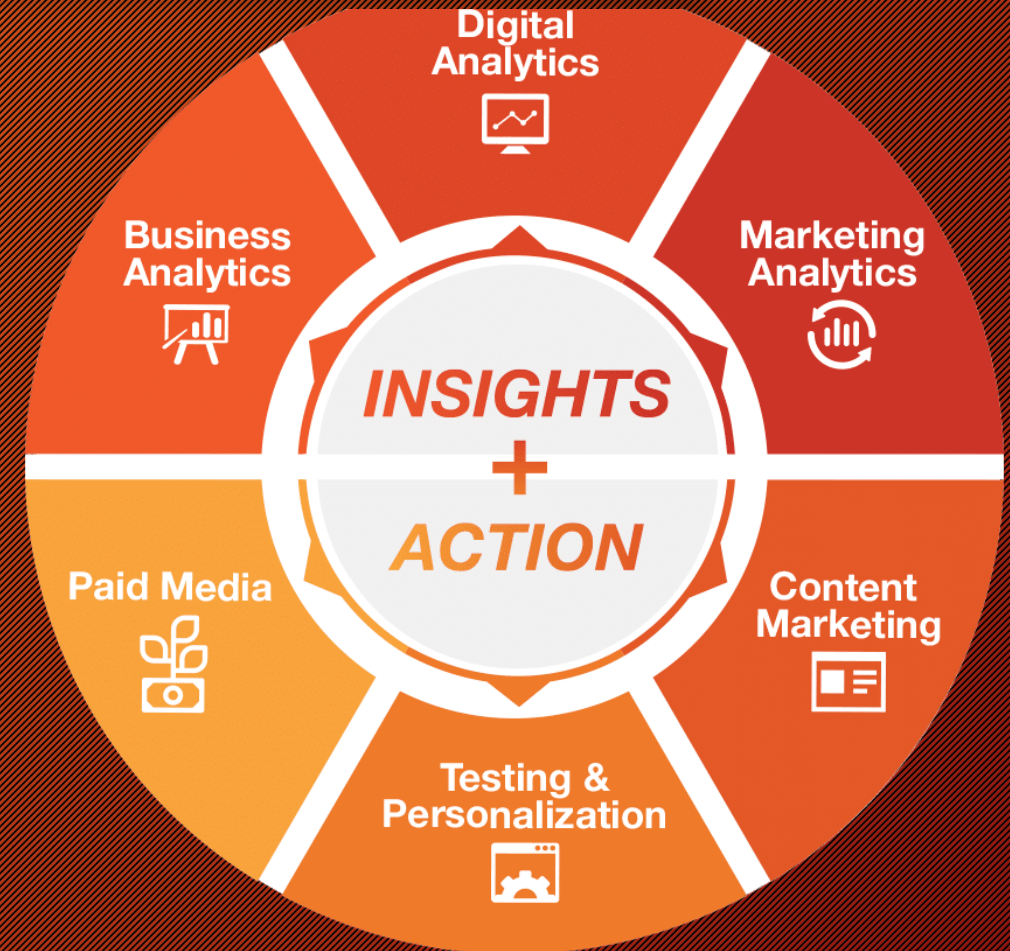 Digital
Analytics
Business
Analytics
Marketing
Analytics
INSIGHTS
+
ACTION
Paid Media
Content
Marketing
Testing &
Personalization